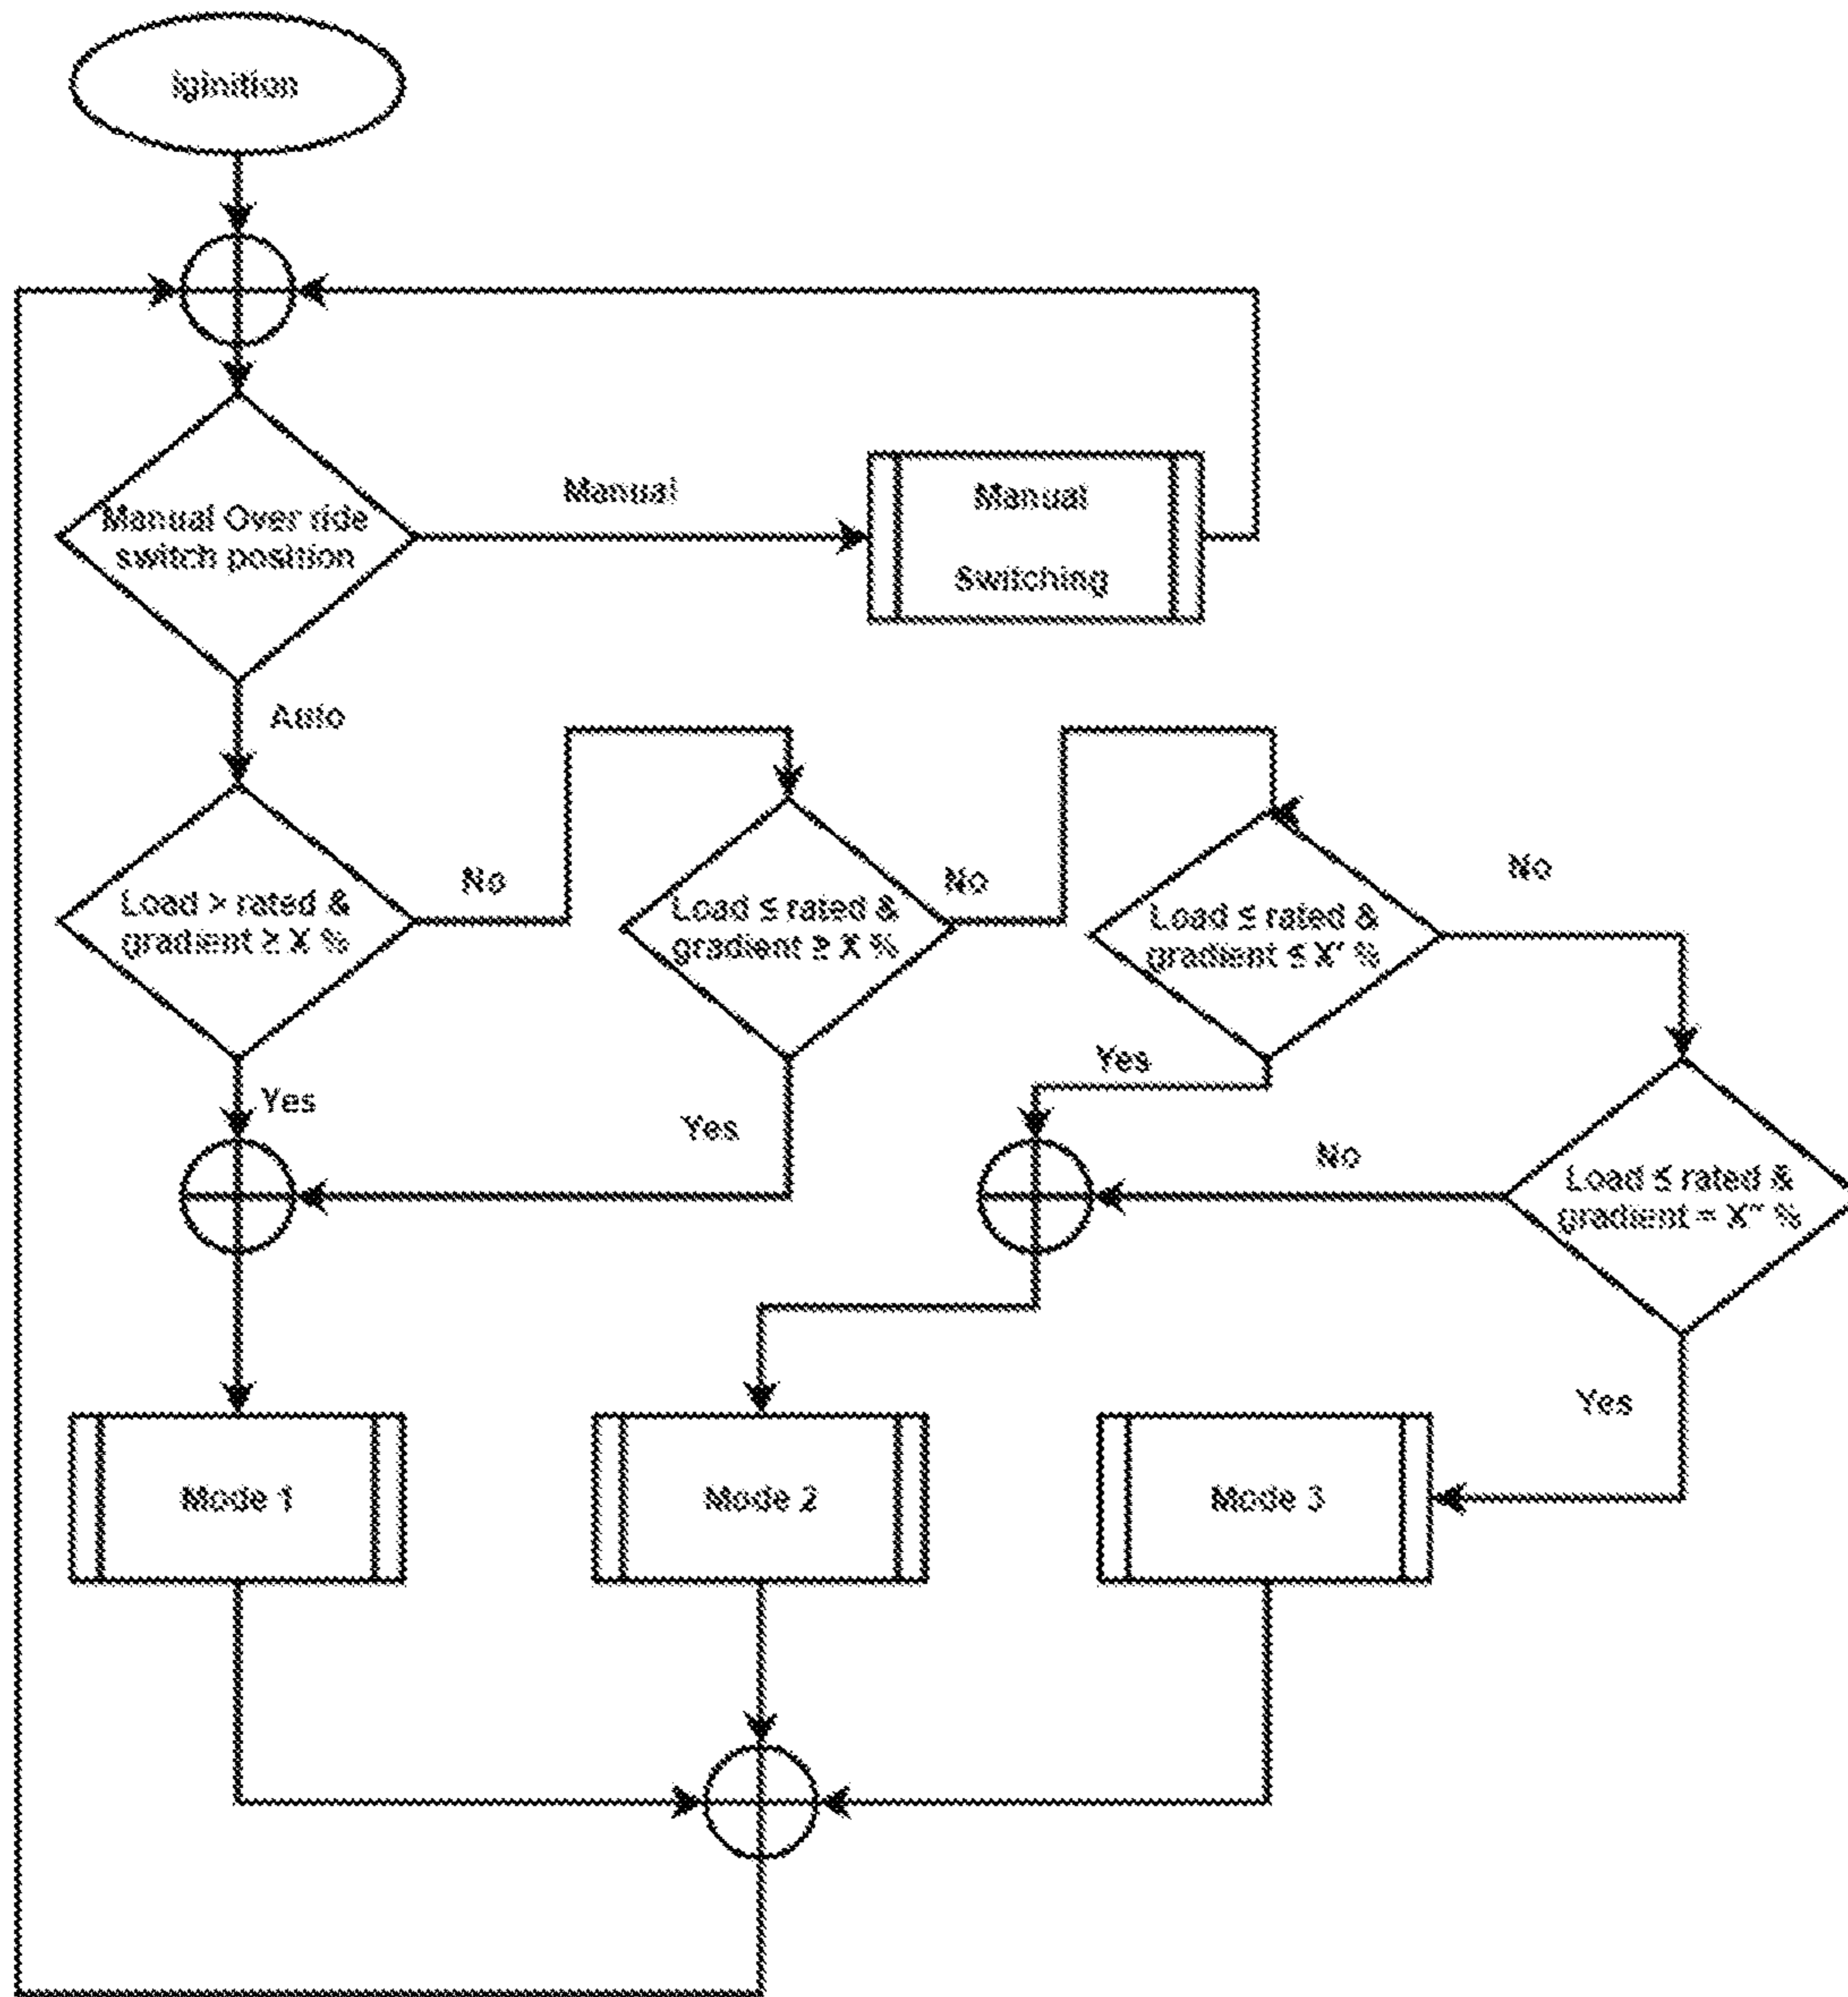 iginition
Manual Over ride
switch position
Manual
Manual
Switching
Auto
Load > rated &
gradient ≥ X %
No
Load ≤ rated &
gradient ≥ X %
No
Load ≤ rated &
gradient ≤ X' %
No
Yes
Yes
Yes
No
Load ≤ rated &
gradient = X'' %
Yes
Mode 1
Mode 2
Mode 3